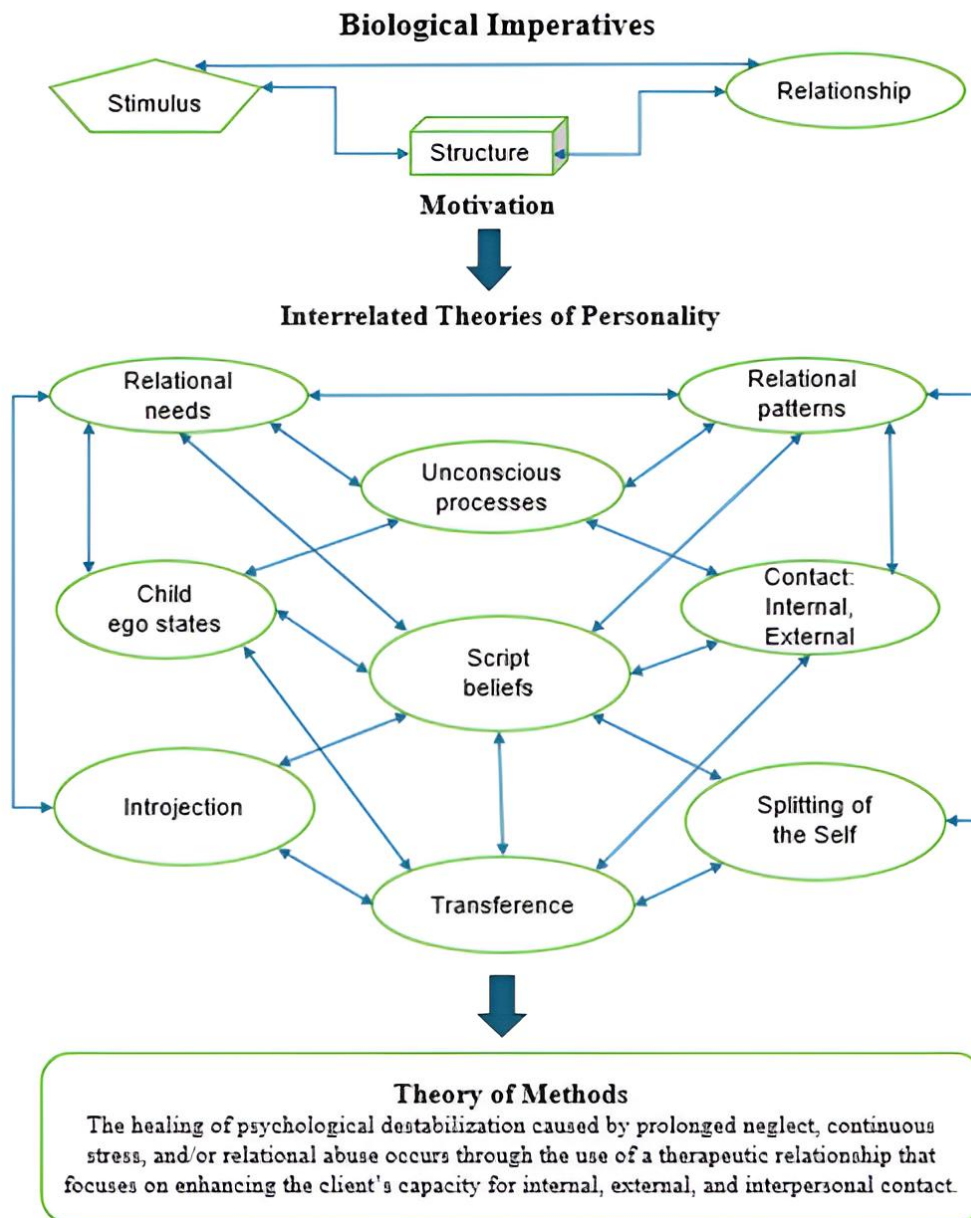 Biological Imperatives
Stimulus
Relationship
Structure
Motivation
Interrelated Theories of Personality
Relational
needs
Relational
patterns
Unconscious
processes
Child
ego states
Contact:
Internal,
External
Script
beliefs
Introjection
Splitting of
the Self
Transference
Theory of Methods
The healing of psychological destabilization caused by prolonged neglect, continuous
stress, and/or relational abuse occurs through the use of a therapeutic relationship that
focuses on enhancing the client's capacity for internal, external, and interpersonal contact.